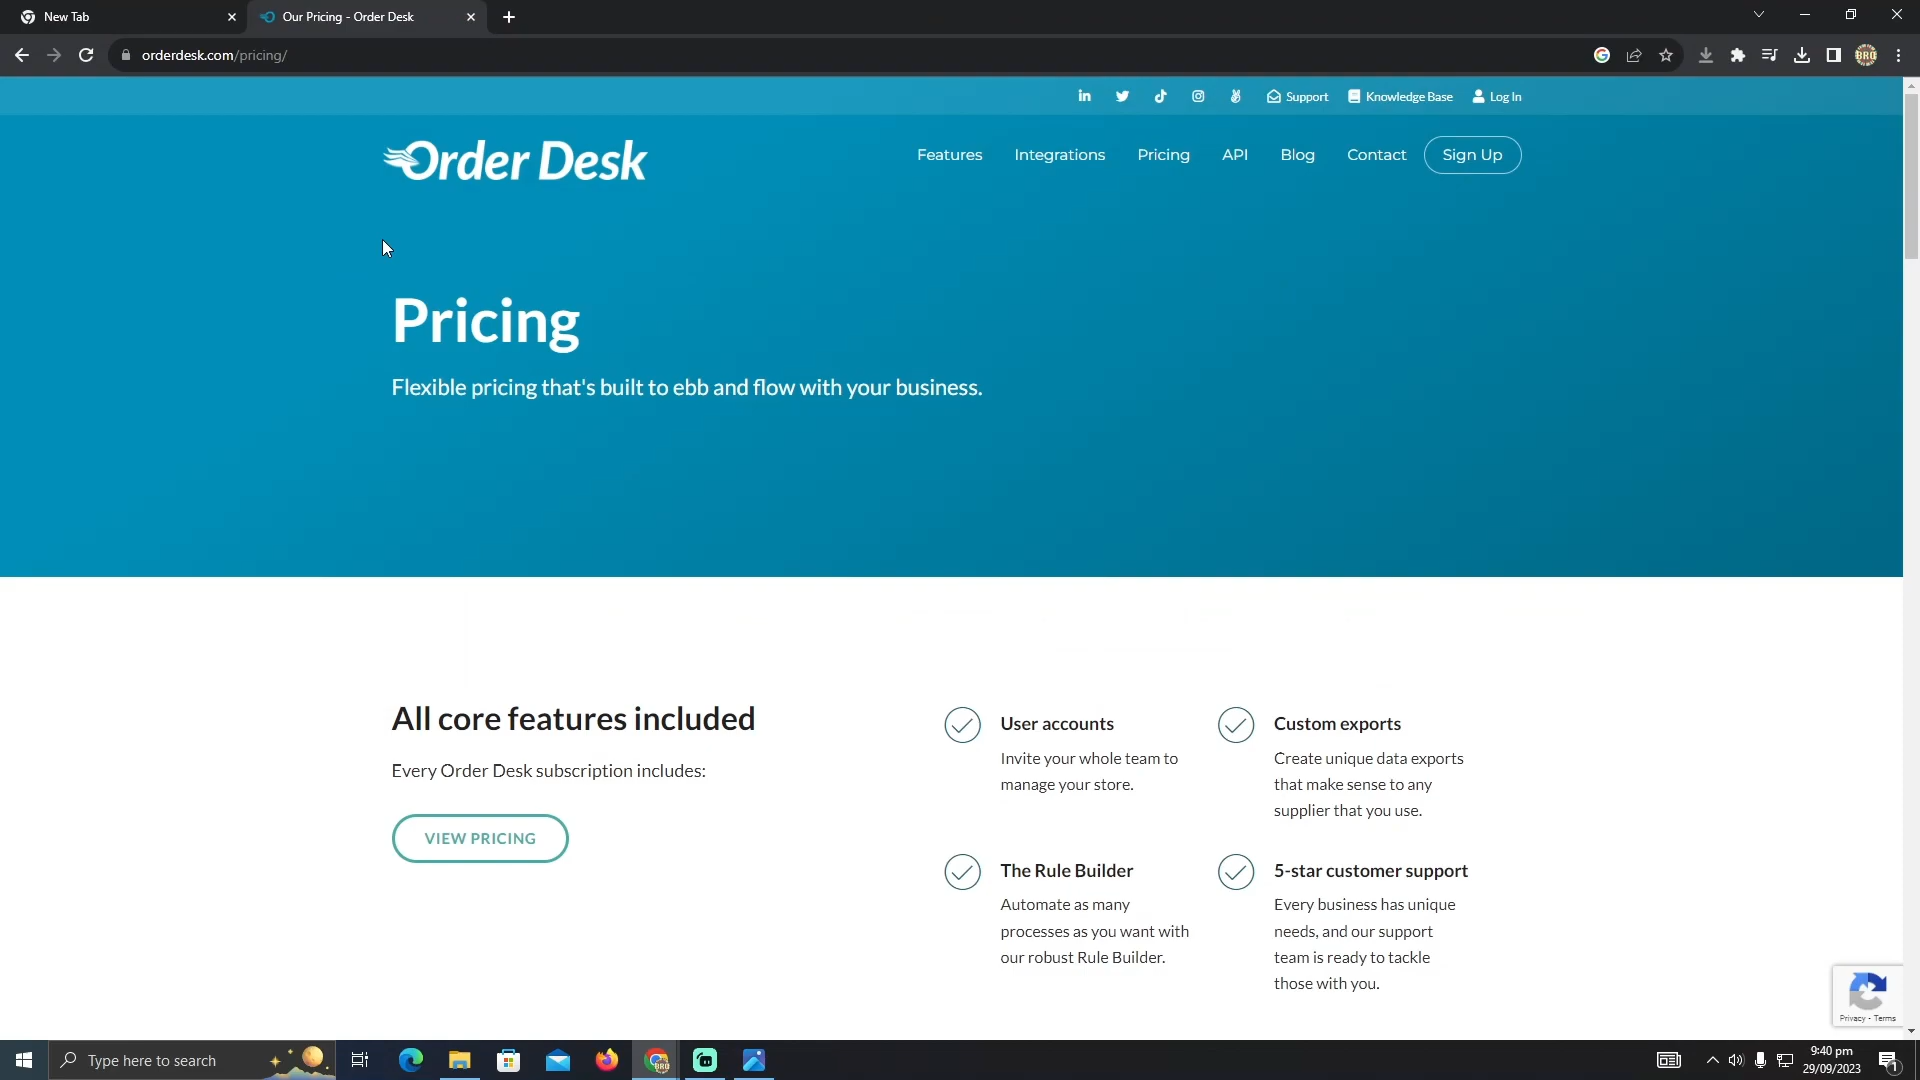 New Tab
Our Pricing - Order Desk
orderdesk.com/pricing/
BRO
Support
Knowledge Base
Log In
Order Desk
Features
Integrations
Pricing
API
Blog
Contact
Sign Up
Pricing
Flexible pricing that's built to ebb and flow with your business.
All core features included
Every Order Desk subscription includes:
VIEW PRICING
User accounts
Invite your whole team to
manage your store.
Custom exports
Create unique data exports
that make sense to any
supplier that you use.
The Rule Builder
Automate as many
processes as you want with
our robust Rule Builder.
5-star customer support
Every business has unique
needs, and our support
team is ready to tackle
those with you.
Privacy - Terms
Type here to search
9:40 pm
29/09/2023
1